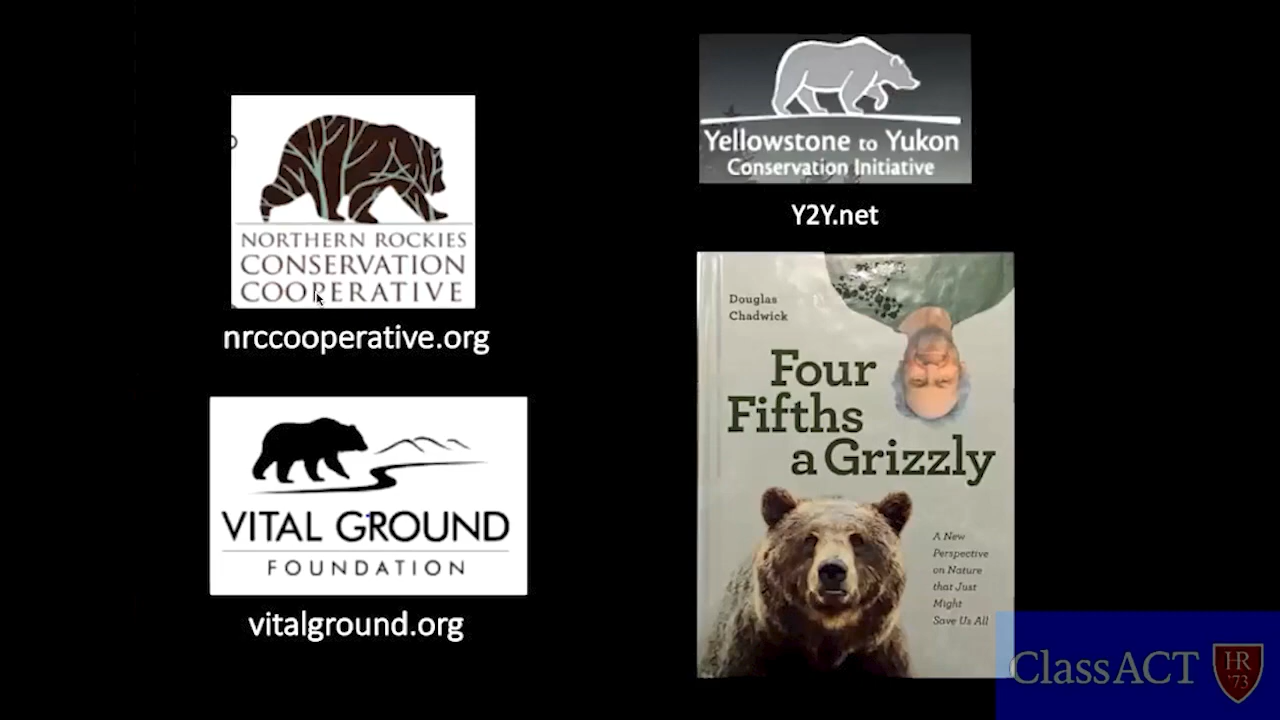 NORTHERN ROCKIES
CONSERVATION
COOPERATIVE
nrccooperative.org
VITAL GROUND
FOUNDATION
vitalground.org
Yellowstone to Yukon
Conservation Initiative
Y2Y.net
Douglas
Chadwick
Four
Fifths
a Grizzly
A New
Perspective
on Nature
that Just
Might
Save Us All
ClassACT
HR
'73